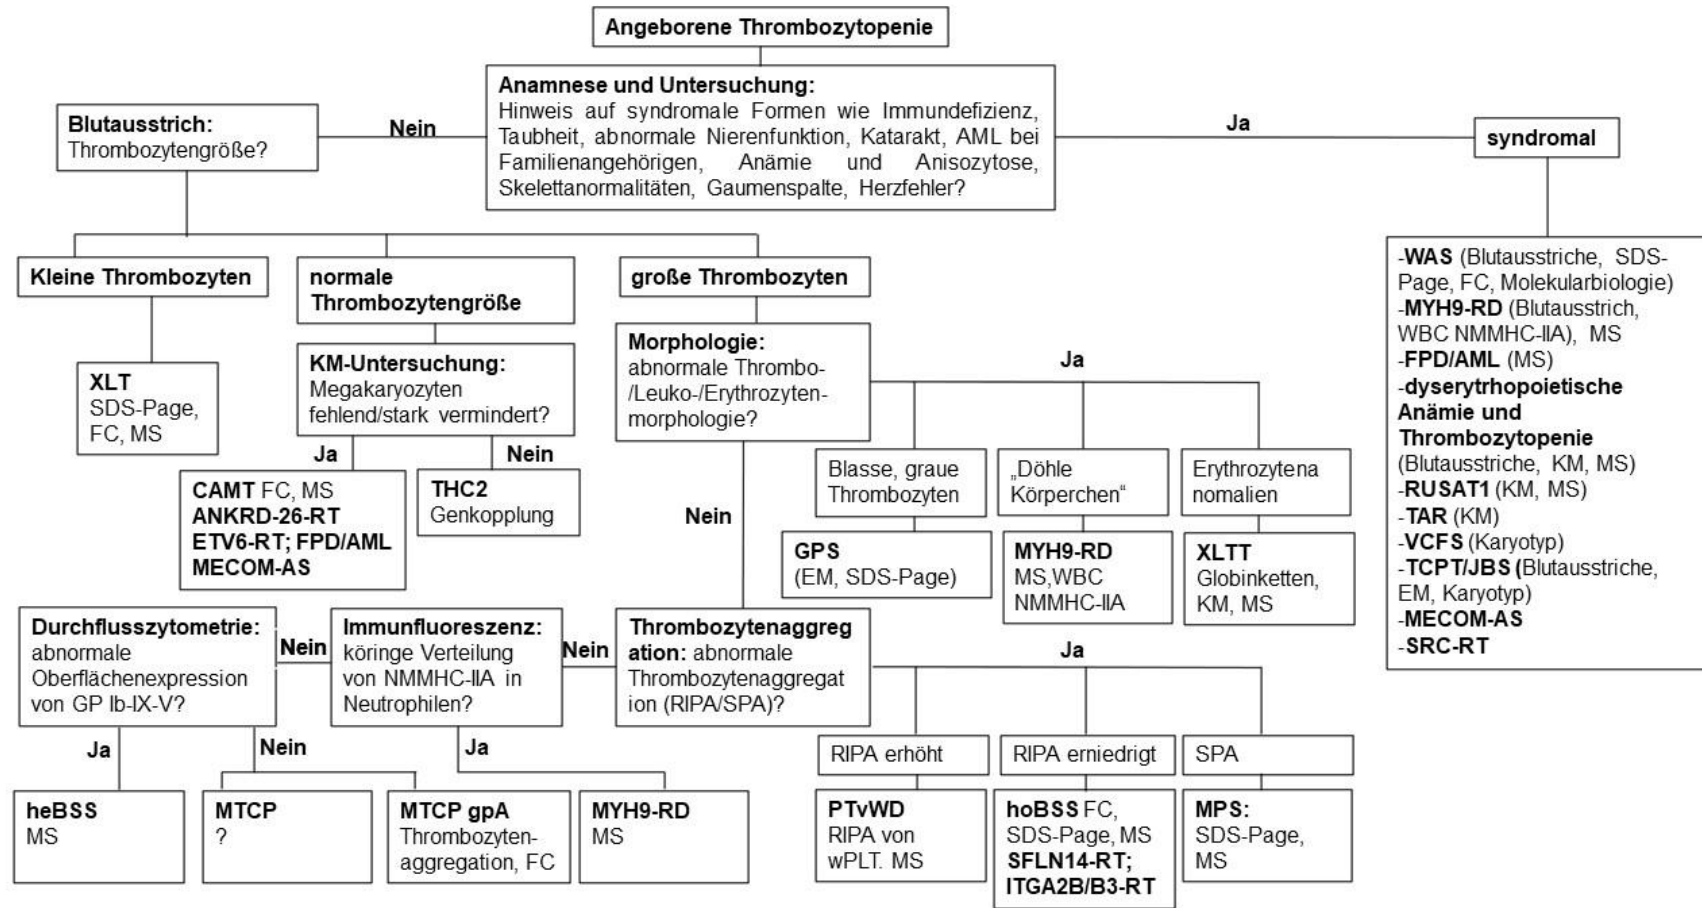 Angeborene Thrombozytopenie
Anamnese und Untersuchung:
Hinweis auf syndromale Formen wie Immundefizienz,
Taubheit, abnormale Nierenfunktion, Katarakt, AML bei
Familienangehörigen, Anämie und Anisozytose,
Skelettanormalitäten, Gaumenspalte, Herzfehler?
Nein
Ja
Blutausstrich:
Thrombozytengröße?
syndromal
-WAS (Blutausstriche, SDS-
Page, FC, Molekularbiologie)
-MYH9-RD (Blutausstrich,
WBC NMMHC-IIA), MS
-FPD/AML (MS)
-dyserytrhopoietische
Anämie und
Thrombozytopenie
(Blutausstriche, KM, MS)
-RUSAT1 (KM, MS)
-TAR (KM)
-VCFS (Karyotyp)
-TCPT/JBS (Blutausstriche,
EM, Karyotyp)
-MECOM-AS
-SRC-RT
Kleine Thrombozyten
normale
Thrombozytengröße
große Thrombozyten
XLT
SDS-Page,
FC, MS
KM-Untersuchung:
Megakaryozyten
fehlend/stark vermindert?
Ja
Nein
CAMT FC, MS
ANKRD-26-RT
ETV6-RT; FPD/AML
MECOM-AS
THC2
Genkopplung
Morphologie:
abnormale Thrombo-
/Leuko-/Erythrozyten-
morphologie?
Ja
Nein
Blasse, graue
Thrombozyten
„Döhle
Körperchen“
Erythrozytena
nomalien
GPS
(EM, SDS-Page)
MYH9-RD
MS,WBC
NMMHC-IIA
XLTT
Globinketten,
KM, MS
Thrombozytenaggreg
ation: abnormale
Thrombozytenaggregat
ion (RIPA/SPA)?
Nein
Ja
Immunfluoreszenz:
köringe Verteilung
von NMMHC-IIA in
Neutrophilen?
Nein
Ja
Durchflusszytometrie:
abnormale
Oberflächenexpression
von GP Ib-IX-V?
Ja
Nein
RIPA erhöht
RIPA erniedrigt
SPA
heBSS
MS
MTCP
?
MTCP gpA
Thrombozyten-
aggregation, FC
MYH9-RD
MS
PTvWD
RIPA von
wPLT. MS
hoBSS FC,
SDS-Page, MS
SFLN14-RT;
ITGA2B/B3-RT
MPS:
SDS-Page,
MS